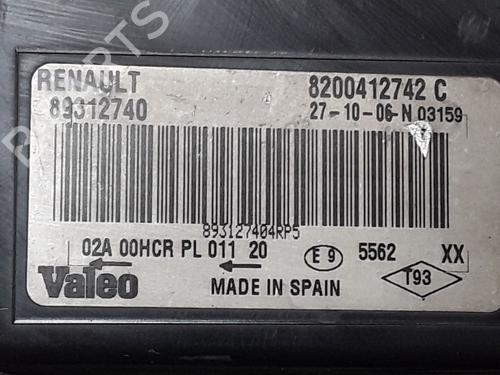 RENAULT
8200412742 C
89312740
27-10-06-N 03159
893127404RP5
02A 00HCR PL 011 20
E 9
5562
XX
Valeo
MADE IN SPAIN
T93
PARTS